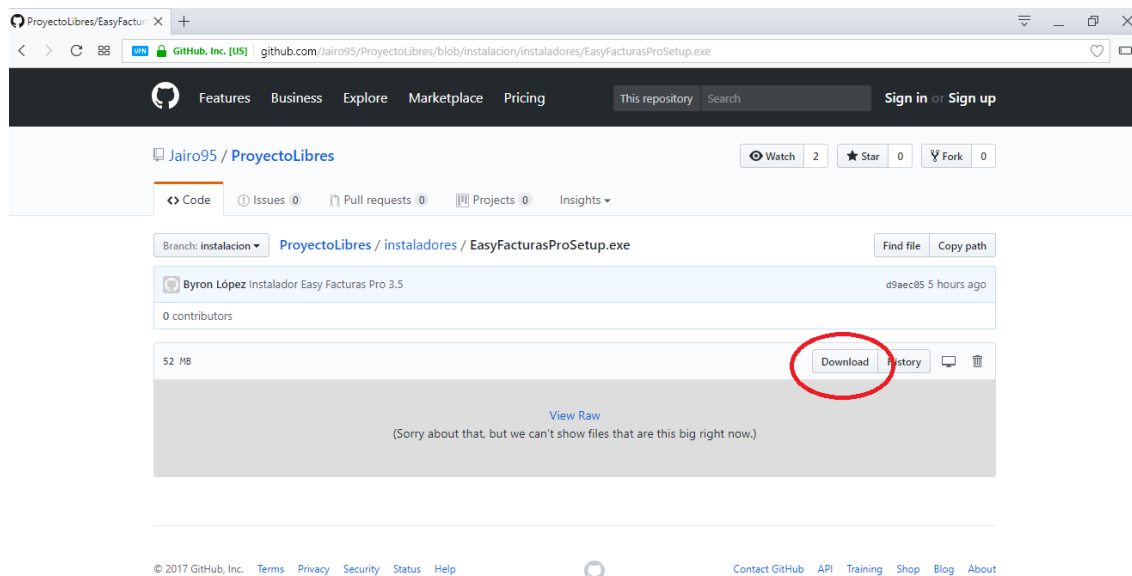 ProyectoLibres/EasyFactur
VPN GitHub, Inc. [US] github.com/Jairo95/ProyectoLibres/blob/instalacion/instaladores/EasyFacturasProSetup.exe
Features Business Explore Marketplace Pricing This repository Search Sign in or Sign up
Jairo95 / ProyectoLibres Watch 2 Star 0 Fork 0
Code Issues 0 Pull requests 0 Projects 0 Insights
Branch: instalacion ProyectoLibres / instaladores / EasyFacturasProSetup.exe Find file Copy path
Byron López Instalador Easy Facturas Pro 3.5 d9aec05 5 hours ago
0 contributors
52 MB Download History
View Raw
(Sorry about that, but we can't show files that are this big right now.)
© 2017 GitHub, Inc. Terms Privacy Security Status Help Contact GitHub API Training Shop Blog About